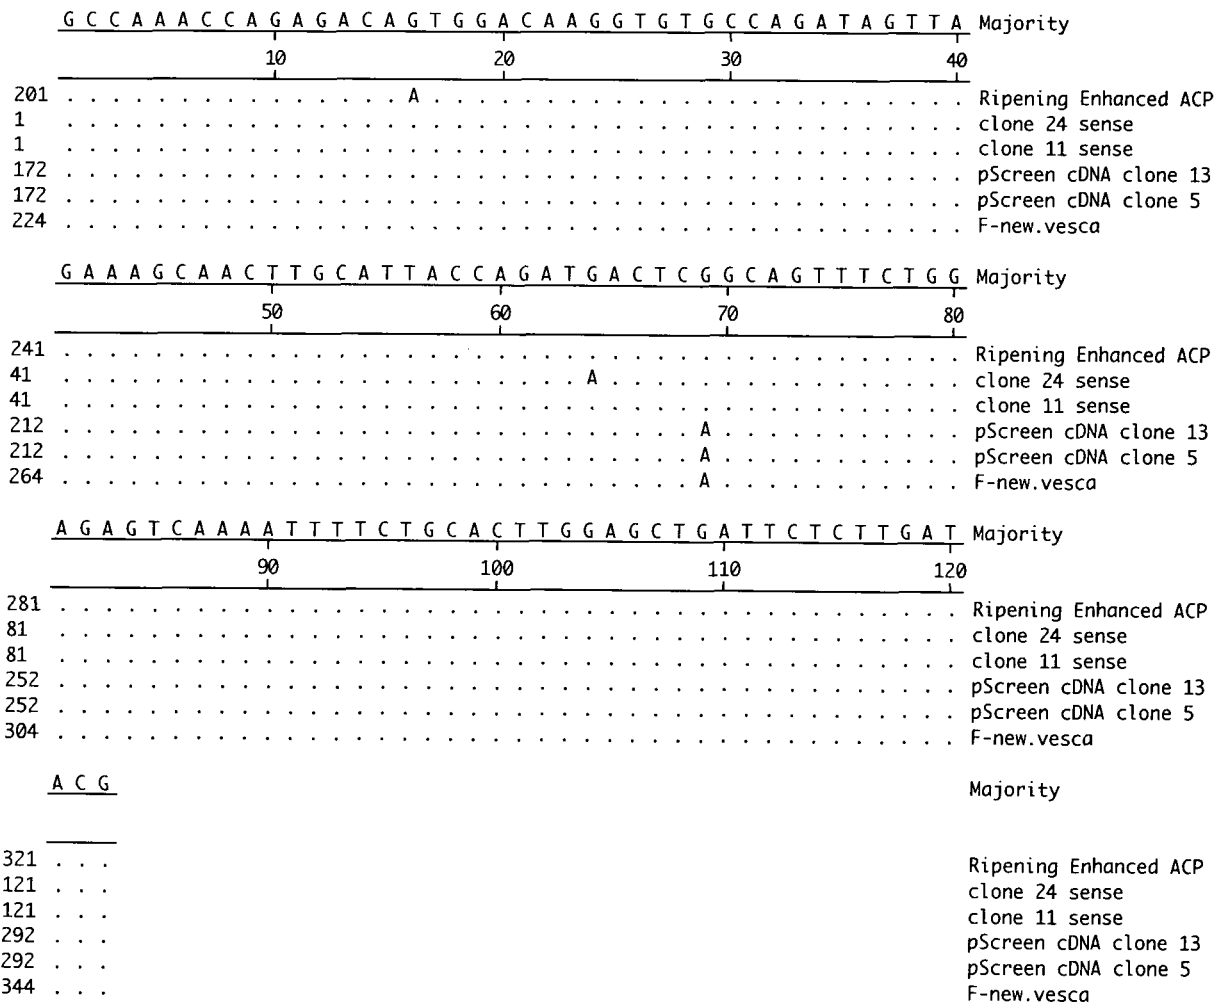 G C C A A A C C A G A G A C A G T G G A C A A G G T G T G C C A G A T A G T T A Majority
10 20 30 40
201 . . . . . . . . . . . . . . . A . . . . . . . . . . . . . . . . . . . . . . . . Ripening Enhanced ACP
1 . . . . . . . . . . . . . . . . . . . . . . . . . . . . . . . . . . . . . . . . clone 24 sense
1 . . . . . . . . . . . . . . . . . . . . . . . . . . . . . . . . . . . . . . . . clone 11 sense
172 . . . . . . . . . . . . . . . . . . . . . . . . . . . . . . . . . . . . . . . . pScreen cDNA clone 13
172 . . . . . . . . . . . . . . . . . . . . . . . . . . . . . . . . . . . . . . . . pScreen cDNA clone 5
224 . . . . . . . . . . . . . . . . . . . . . . . . . . . . . . . . . . . . . . . . F-new.vesca
G A A A G C A A C T T G C A T T A C C A G A T G A C T C G G C A G T T T C T G G Majority
50 60 70 80
241 . . . . . . . . . . . . . . . . . . . . . . . . . . . . . . . . . . . . . . . . Ripening Enhanced ACP
41 . . . . . . . . . . . . . . . . . . . . . . . A . . . . . . . . . . . . . . . . clone 24 sense
41 . . . . . . . . . . . . . . . . . . . . . . . . . . . . . . . . . . . . . . . . clone 11 sense
212 . . . . . . . . . . . . . . . . . . . . . . . . . . . . A . . . . . . . . . . . pScreen cDNA clone 13
212 . . . . . . . . . . . . . . . . . . . . . . . . . . . . A . . . . . . . . . . . pScreen cDNA clone 5
264 . . . . . . . . . . . . . . . . . . . . . . . . . . . . A . . . . . . . . . . . F-new.vesca
A G A G T C A A A A T T T T C T G C A C T T G G A G C T G A T T C T C T T G A T Majority
90 100 110 120
281 . . . . . . . . . . . . . . . . . . . . . . . . . . . . . . . . . . . . . . . . Ripening Enhanced ACP
81 . . . . . . . . . . . . . . . . . . . . . . . . . . . . . . . . . . . . . . . . clone 24 sense
81 . . . . . . . . . . . . . . . . . . . . . . . . . . . . . . . . . . . . . . . . clone 11 sense
252 . . . . . . . . . . . . . . . . . . . . . . . . . . . . . . . . . . . . . . . . pScreen cDNA clone 13
252 . . . . . . . . . . . . . . . . . . . . . . . . . . . . . . . . . . . . . . . . pScreen cDNA clone 5
304 . . . . . . . . . . . . . . . . . . . . . . . . . . . . . . . . . . . . . . . . F-new.vesca
A C G Majority
321 . . . Ripening Enhanced ACP
121 . . . clone 24 sense
121 . . . clone 11 sense
292 . . . pScreen cDNA clone 13
292 . . . pScreen cDNA clone 5
344 . . . F-new.vesca